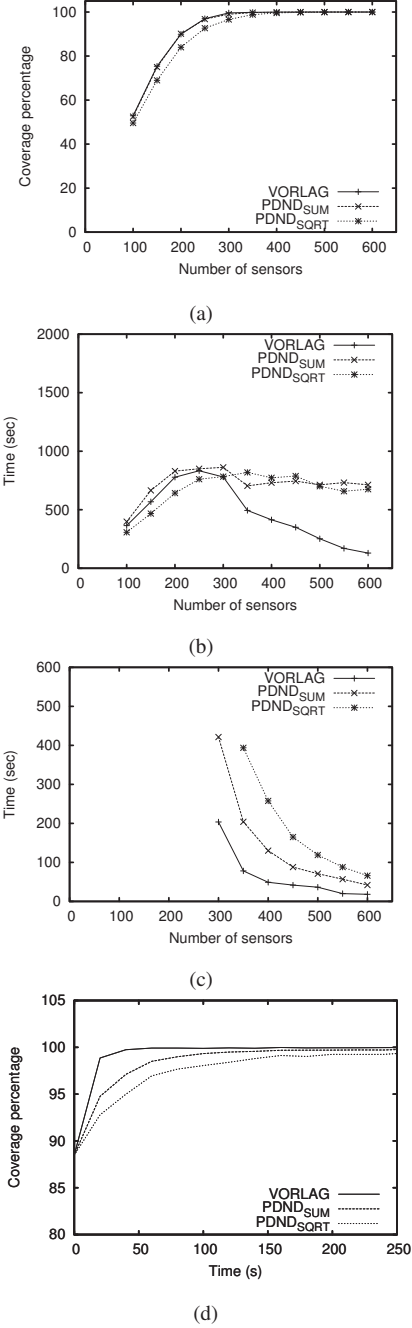 100
80
60
40
20
0
Coverage percentage
VORLAG
PDND_SUM
PDND_SQRT
0 100 200 300 400 500 600
Number of sensors
(a)
2000
1500
1000
500
0
Time (sec)
VORLAG
PDND_SUM
PDND_SQRT
0 100 200 300 400 500 600
Number of sensors
(b)
600
500
400
300
200
100
0
Time (sec)
VORLAG
PDND_SUM
PDND_SQRT
0 100 200 300 400 500 600
Number of sensors
(c)
105
100
95
90
85
80
Coverage percentage
VORLAG
PDND_SUM
PDND_SQRT
0 50 100 150 200 250
Time (s)
(d)